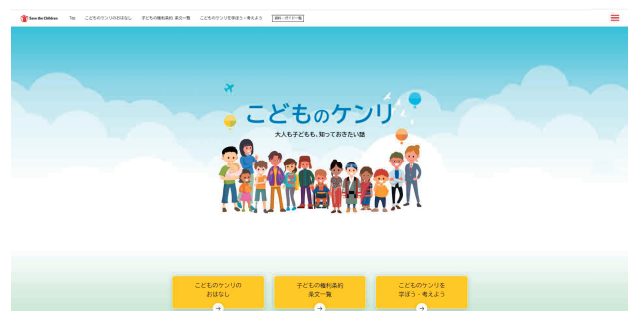 Save the Children
Top
こどものケンリのおはなし
子どもの権利条約 条文一覧
こどものケンリを学ぼう・考えよう
資料・ガイド一覧
こどものケンリ
大人も子どもも、知っておきたい話
こどものケンリの
おはなし
子どもの権利条約
条文一覧
こどものケンリを
学ぼう・考えよう